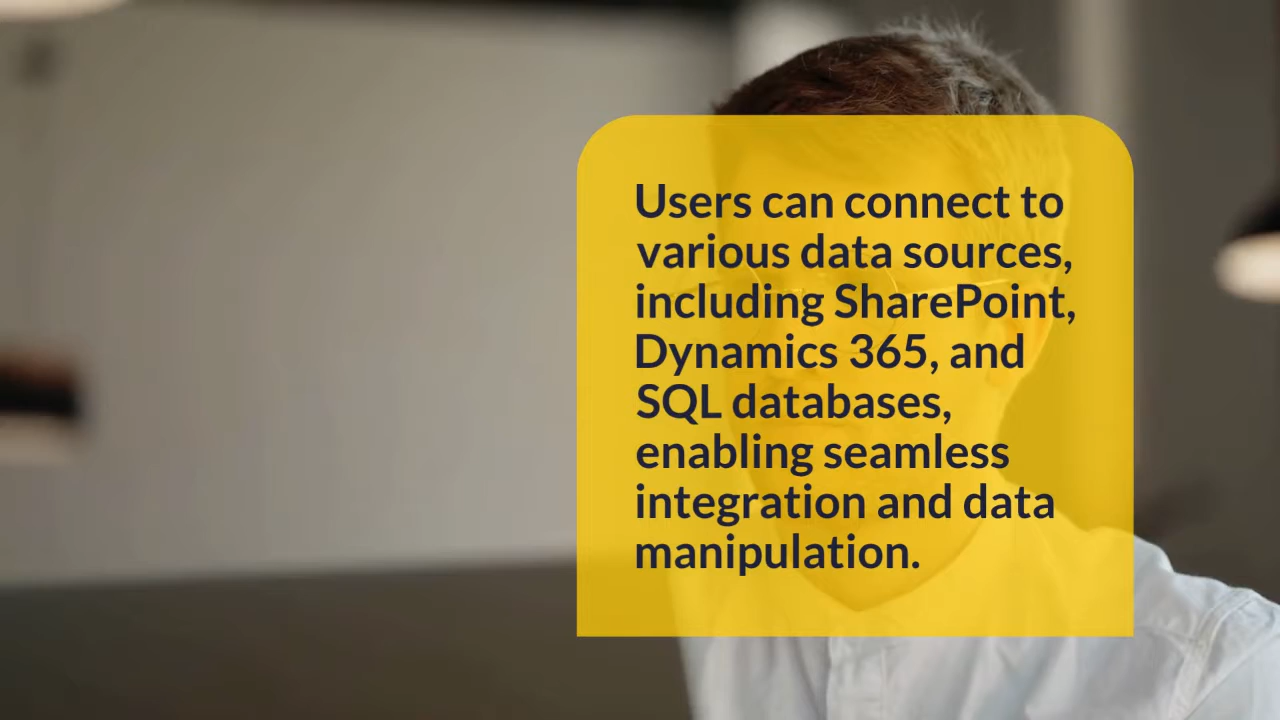 Users can connect to
various data sources,
including SharePoint,
Dynamics 365, and
SQL databases,
enabling seamless
integration and data
manipulation.